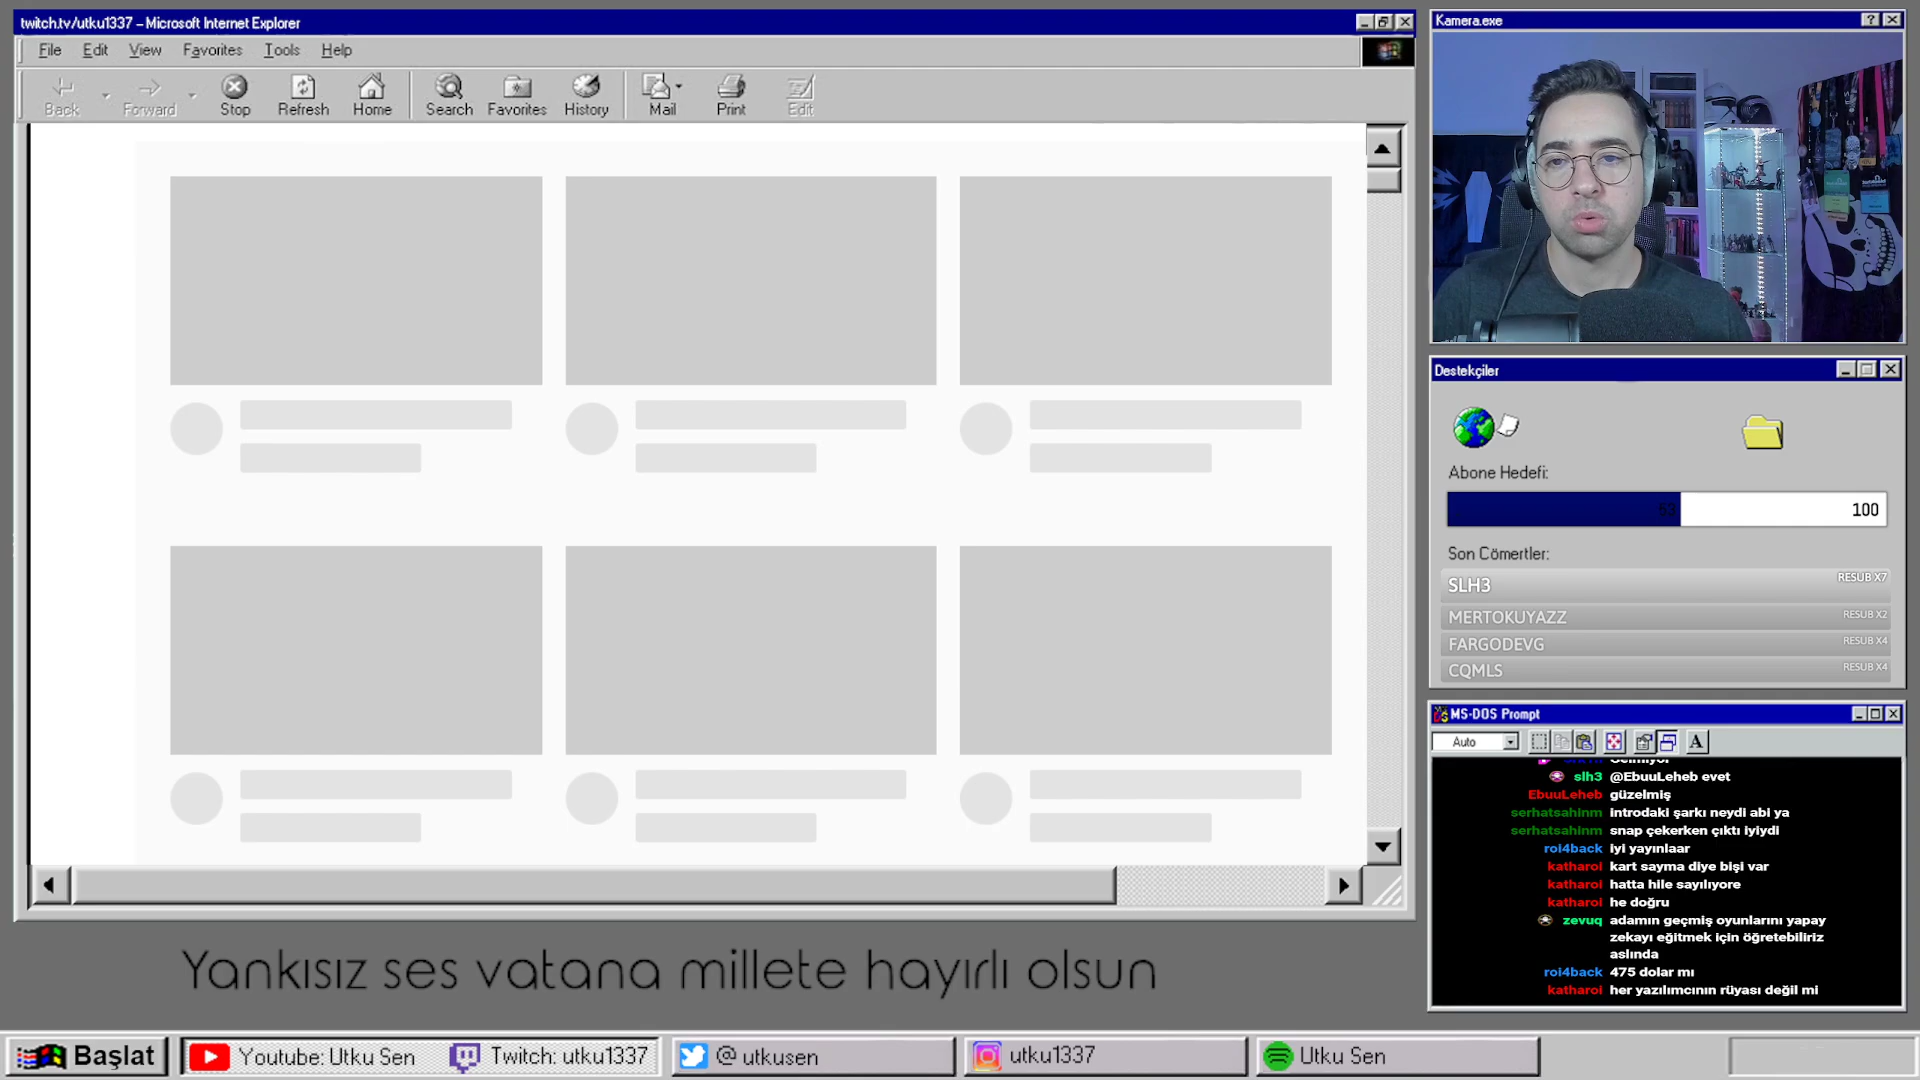 twitch.tv/utku1337 – Microsoft Internet Explorer
File Edit View Favorites Tools Help
Back Forward Stop Refresh Home Search Favorites History Mail Print Edit
Kamera.exe
Destekçiler
Abone Hedefi:
53 100
Son Cömertler:
SLH3 RESUB X7
MERTOKUYAZZ RESUB X2
FARGODEVG RESUB X4
CQMLS RESUB X4
MS-DOS Prompt
Auto
A
slh3 @EbuuLeheb evet
EbuuLeheb güzelmiş
serhatsahinm introdaki şarkı neydi abi ya
serhatsahinm snap çekerken çıktı iyiydi
roi4back iyi yayınlaar
katharoi kart sayma diye bişi var
katharoi hatta hile sayılıyore
katharoi he doğru
zevuq adamın geçmiş oyunlarını yapay
zekayı eğitmek için öğretebiliriz
aslında
roi4back 475 dolar mı
katharoi her yazılımcının rüyası değil mi
Yankısız ses vatana millete hayırlı olsun
Başlat Youtube: Utku Sen Twitch: utku1337 @utkusen utku1337 Utku Sen